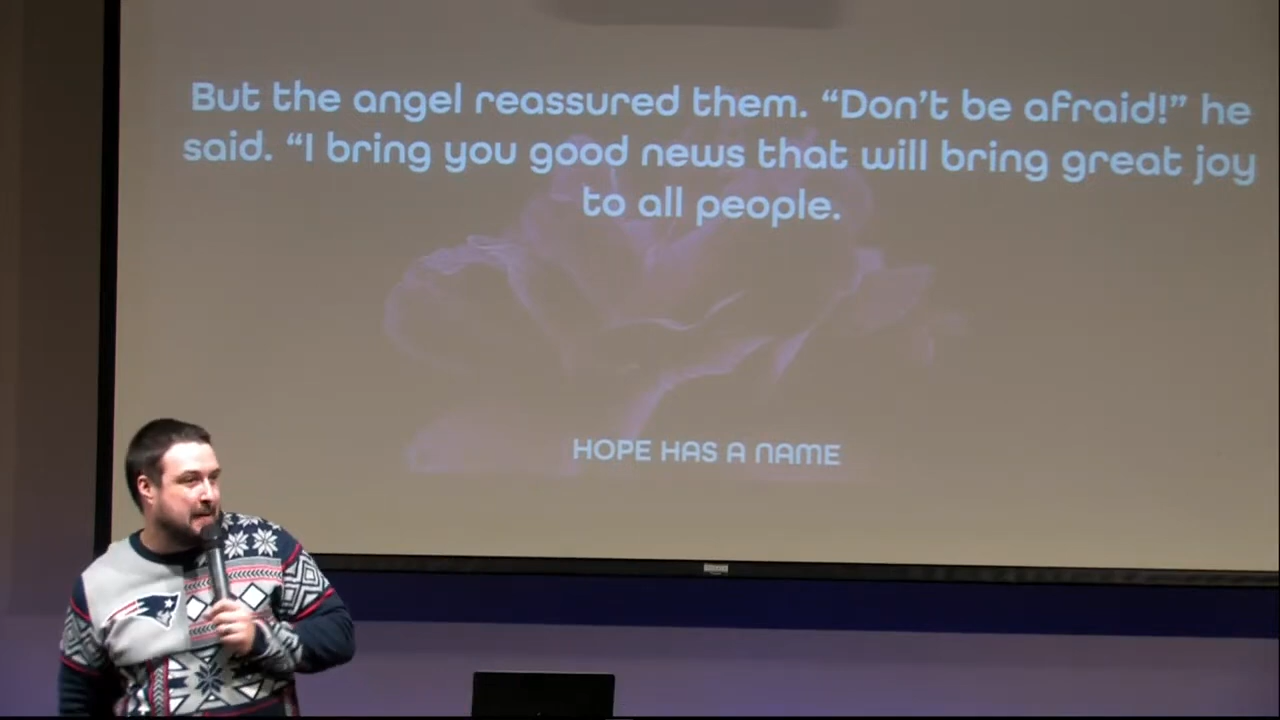 But the angel reassured them. “Don’t be afraid!” he
said. “I bring you good news that will bring great joy
to all people.
HOPE HAS A NAME